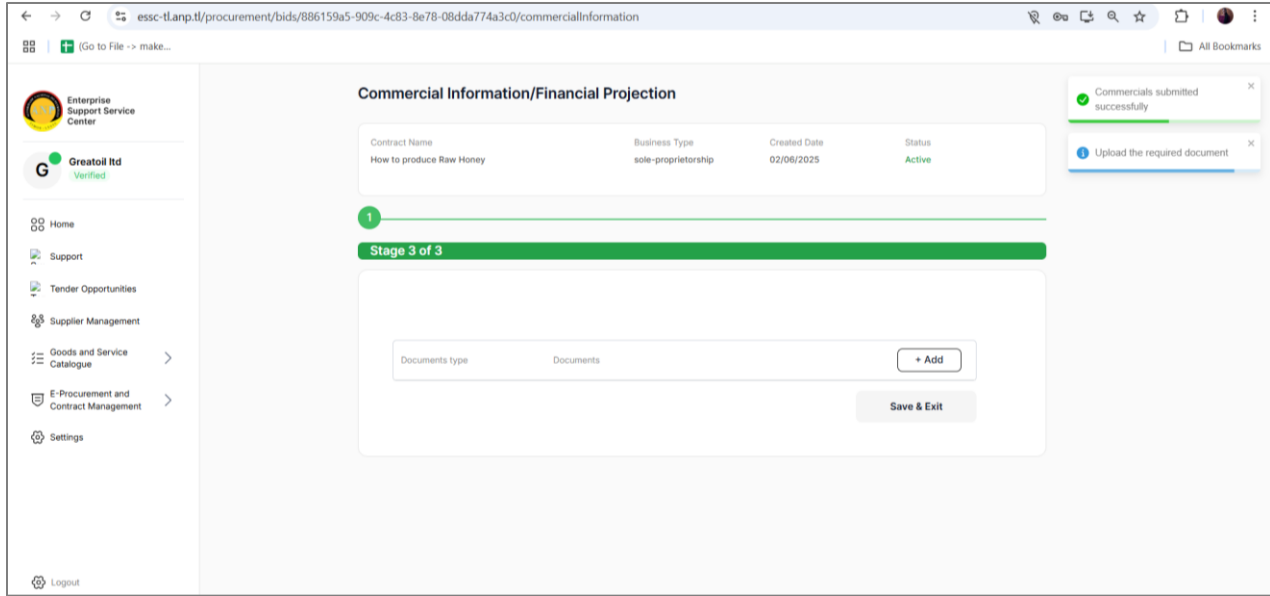 essc-tl.anp.tl/procurement/bids/886159a5-909c-4c83-8e78-08dda774a3c0/commercialInformation
(Go to File -> make...
All Bookmarks
Enterprise
Support Service
Center
G
Greatoil ltd
Verified
Home
Support
Tender Opportunities
Supplier Management
Goods and Service
Catalogue
E-Procurement and
Contract Management
Settings
Logout
Commercial Information/Financial Projection
Contract Name Business Type Created Date Status
How to produce Raw Honey sole-proprietorship 02/06/2025 Active
1
Stage 3 of 3
Documents type Documents + Add
Save & Exit
Commercials submitted
successfully
Upload the required document